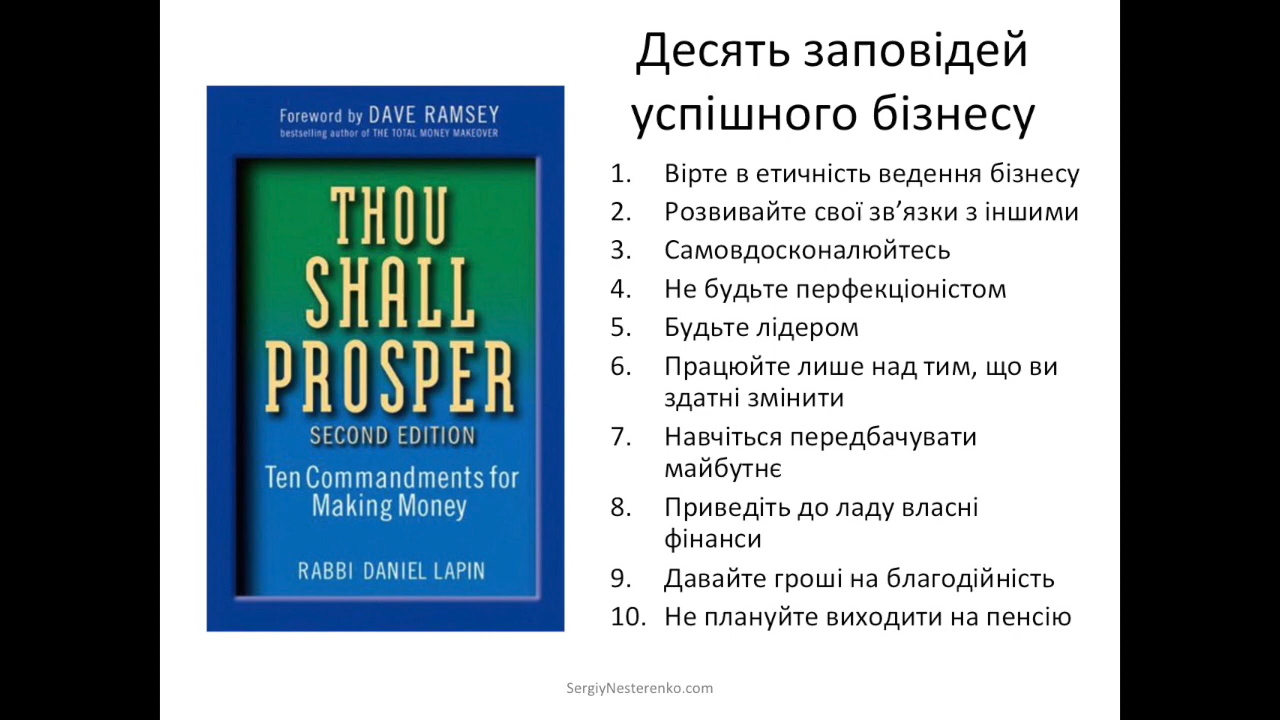 Десять заповідей
успішного бізнесу
Foreword by DAVE RAMSEY
bestselling author of THE TOTAL MONEY MAKEOVER
THOU
SHALL
PROSPER
SECOND EDITION
Ten Commandments for
Making Money
RABBI DANIEL LAPIN
1. Вірте в етичність ведення бізнесу
2. Розвивайте свої зв’язки з іншими
3. Самовдосконалюйтесь
4. Не будьте перфекціоністом
5. Будьте лідером
6. Працюйте лише над тим, що ви
здатні змінити
7. Навчіться передбачувати
майбутнє
8. Приведіть до ладу власні
фінанси
9. Давайте гроші на благодійність
10. Не плануйте виходити на пенсію
SergiyNesterenko.com